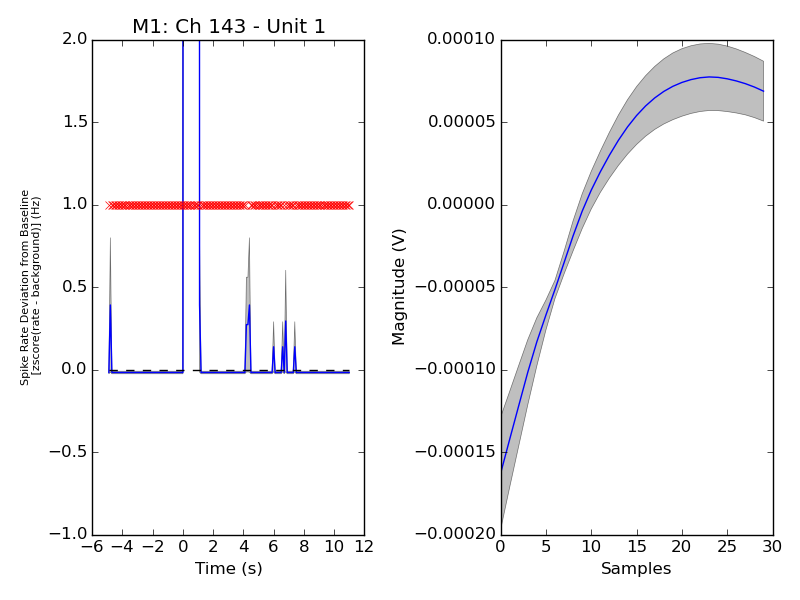 M1: Ch 143 - Unit 1
2.0
1.5
1.0
0.5
0.0
−0.5
−1.0
−6 −4 −2 0 2 4 6 8 10 12
Time (s)
Spike Rate Deviation from Baseline
[zscore(rate - background)] (Hz)
0.00010
0.00005
0.00000
−0.00005
−0.00010
−0.00015
−0.00020
0 5 10 15 20 25 30
Samples
Magnitude (V)